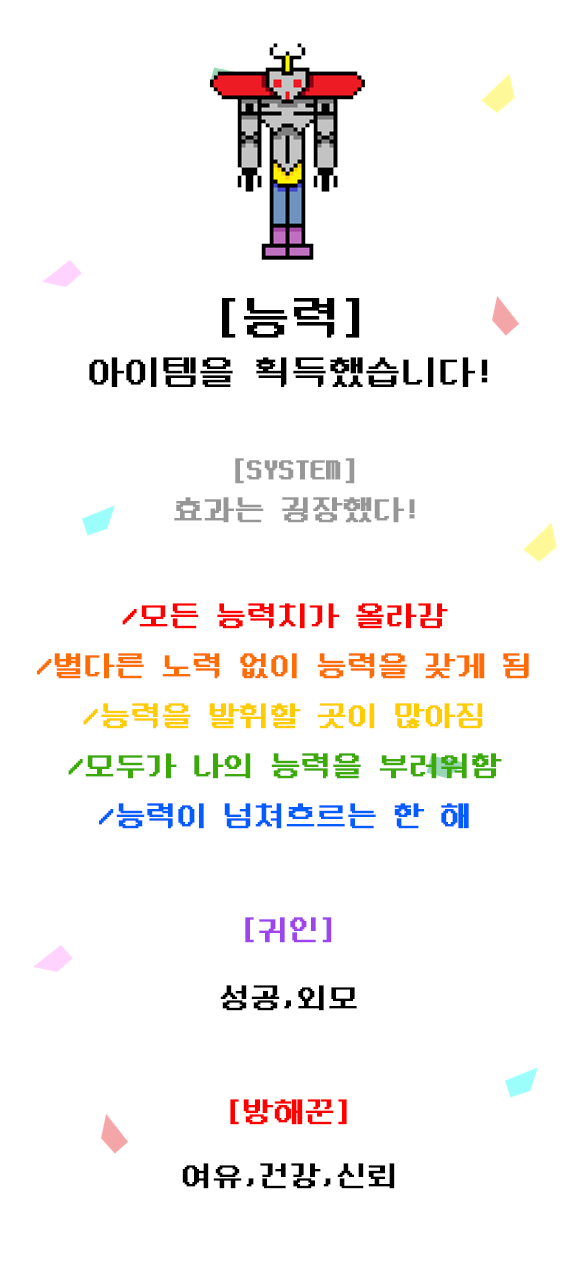 [능력]
아이템을 획득했습니다!
[SYSTEM]
효과는 굉장했다!
/모든 능력치가 올라감
/별다른 노력 없이 능력을 갖게 됨
/능력을 발휘할 곳이 많아짐
/모두가 나의 능력을 부러워함
/능력이 넘쳐흐르는 한 해
[귀인]
성공,외모
[방해꾼]
여유,건강,신뢰